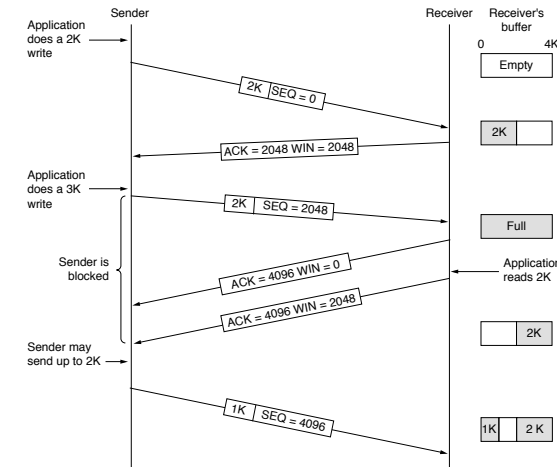 Sender
Receiver
Receiver's
buffer
Application
does a 2K
write
0 4K
Empty
2K SEQ = 0
2K
ACK = 2048 WIN = 2048
Application
does a 3K
write
2K SEQ = 2048
Full
Sender is
blocked
Application
reads 2K
ACK = 4096 WIN = 0
ACK = 4096 WIN = 2048
2K
Sender may
send up to 2K
1K SEQ = 4096
1K 2 K